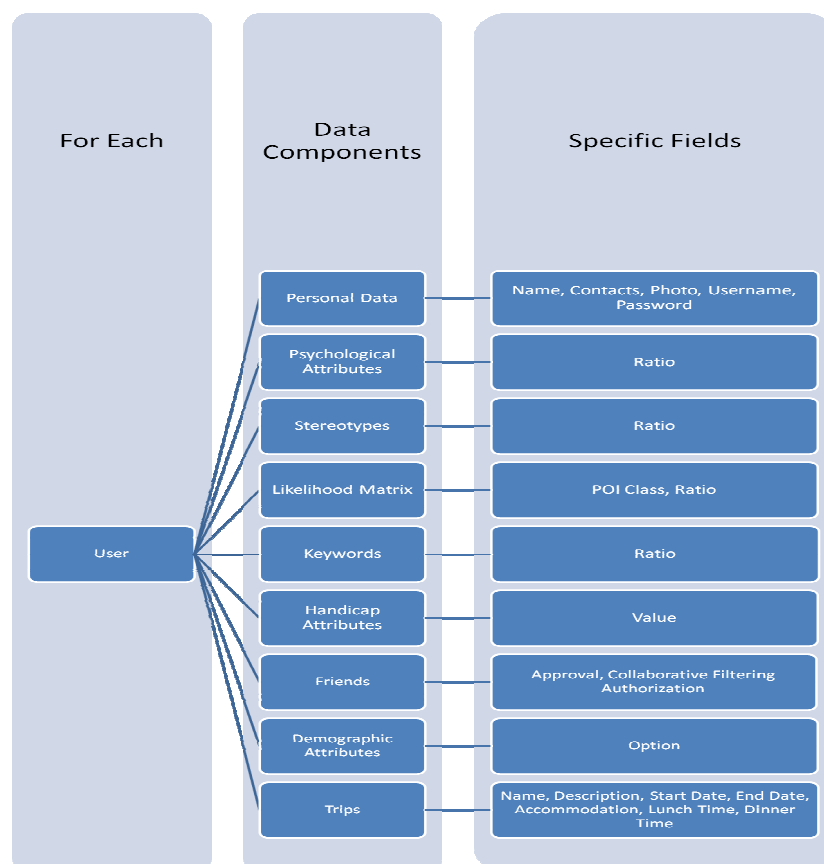 For Each
Data
Components
Specific Fields
Personal Data
Name, Contacts, Photo, Username,
Password
Psychological
Attributes
Ratio
Stereotypes
Ratio
Likelihood Matrix
POI Class, Ratio
User
Keywords
Ratio
Handicap
Attributes
Value
Friends
Approval, Collaborative Filtering
Authorization
Demographic
Attributes
Option
Trips
Name, Description, Start Date, End Date,
Accommodation, Lunch Time, Dinner
Time